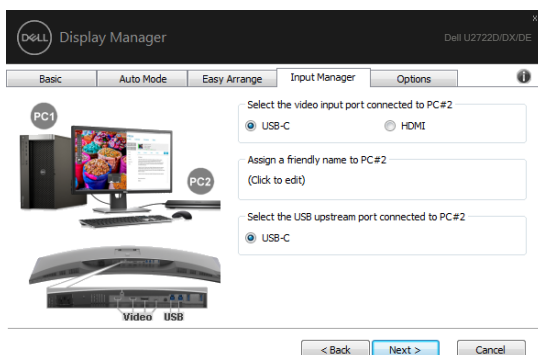 DELL Display Manager
x
Dell U2722D/DX/DE
Basic Auto Mode Easy Arrange Input Manager Options i
Select the video input port connected to PC#2
USB-C HDMI
PC1
Assign a friendly name to PC#2
(Click to edit)
PC2
Select the USB upstream port connected to PC#2
USB-C
Video USB
< Back Next > Cancel